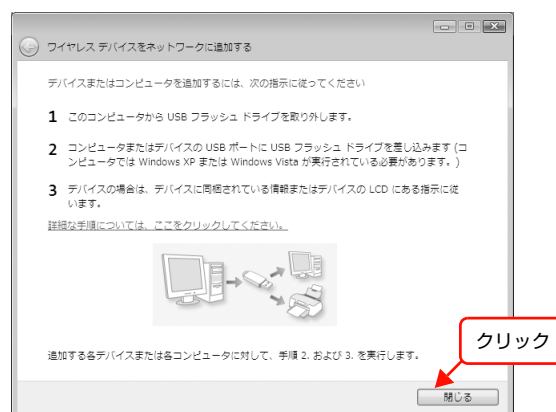 ワイヤレス デバイスをネットワークに追加する
デバイスまたはコンピュータを追加するには、次の指示に従ってください
1 このコンピュータから USB フラッシュ ドライブを取り外します。
2 コンピュータまたはデバイスの USB ポートに USB フラッシュ ドライブを差し込みます (コ
ンピュータでは Windows XP または Windows Vista が実行されている必要があります。)
3 デバイスの場合は、デバイスに同梱されている情報またはデバイスの LCD にある指示に従
います。
詳細な手順については、ここをクリックしてください。
クリック
追加する各デバイスまたは各コンピュータに対して、手順 2. および 3. を実行します。
閉じる